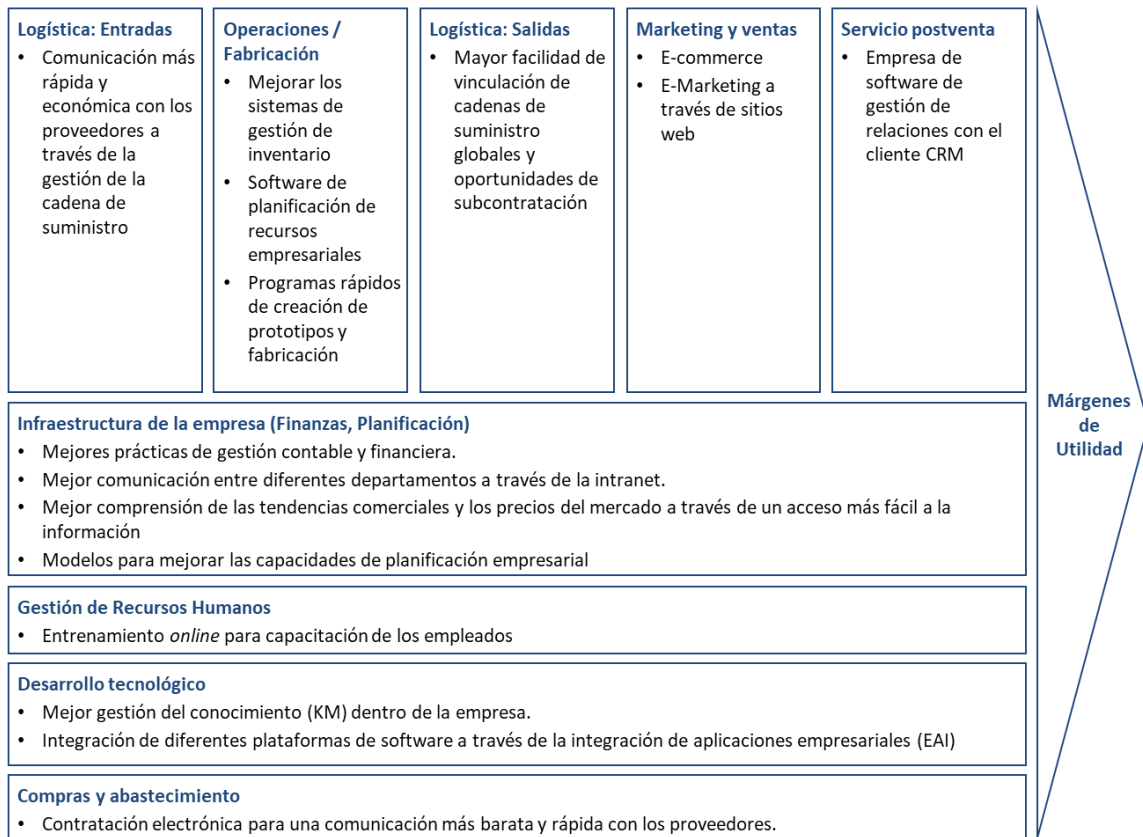 Logística: Entradas
• Comunicación más
rápida y
económica con los
proveedores a
través de la
gestión de la
cadena de
suministro
Operaciones /
Fabricación
• Mejorar los
sistemas de
gestión de
inventario
• Software de
planificación de
recursos
empresariales
• Programas rápidos
de creación de
prototipos y
fabricación
Logística: Salidas
• Mayor facilidad de
vinculación de
cadenas de
suministro
globales y
oportunidades de
subcontratación
Marketing y ventas
• E-commerce
• E-Marketing a
través de sitios
web
Servicio postventa
• Empresa de
software de
gestión de
relaciones con el
cliente CRM
Infraestructura de la empresa (Finanzas, Planificación)
• Mejores prácticas de gestión contable y financiera.
• Mejor comunicación entre diferentes departamentos a través de la intranet.
• Mejor comprensión de las tendencias comerciales y los precios del mercado a través de un acceso más fácil a la
información
• Modelos para mejorar las capacidades de planificación empresarial
Gestión de Recursos Humanos
• Entrenamiento online para capacitación de los empleados
Desarrollo tecnológico
• Mejor gestión del conocimiento (KM) dentro de la empresa.
• Integración de diferentes plataformas de software a través de la integración de aplicaciones empresariales (EAI)
Compras y abastecimiento
• Contratación electrónica para una comunicación más barata y rápida con los proveedores.
Márgenes
de
Utilidad